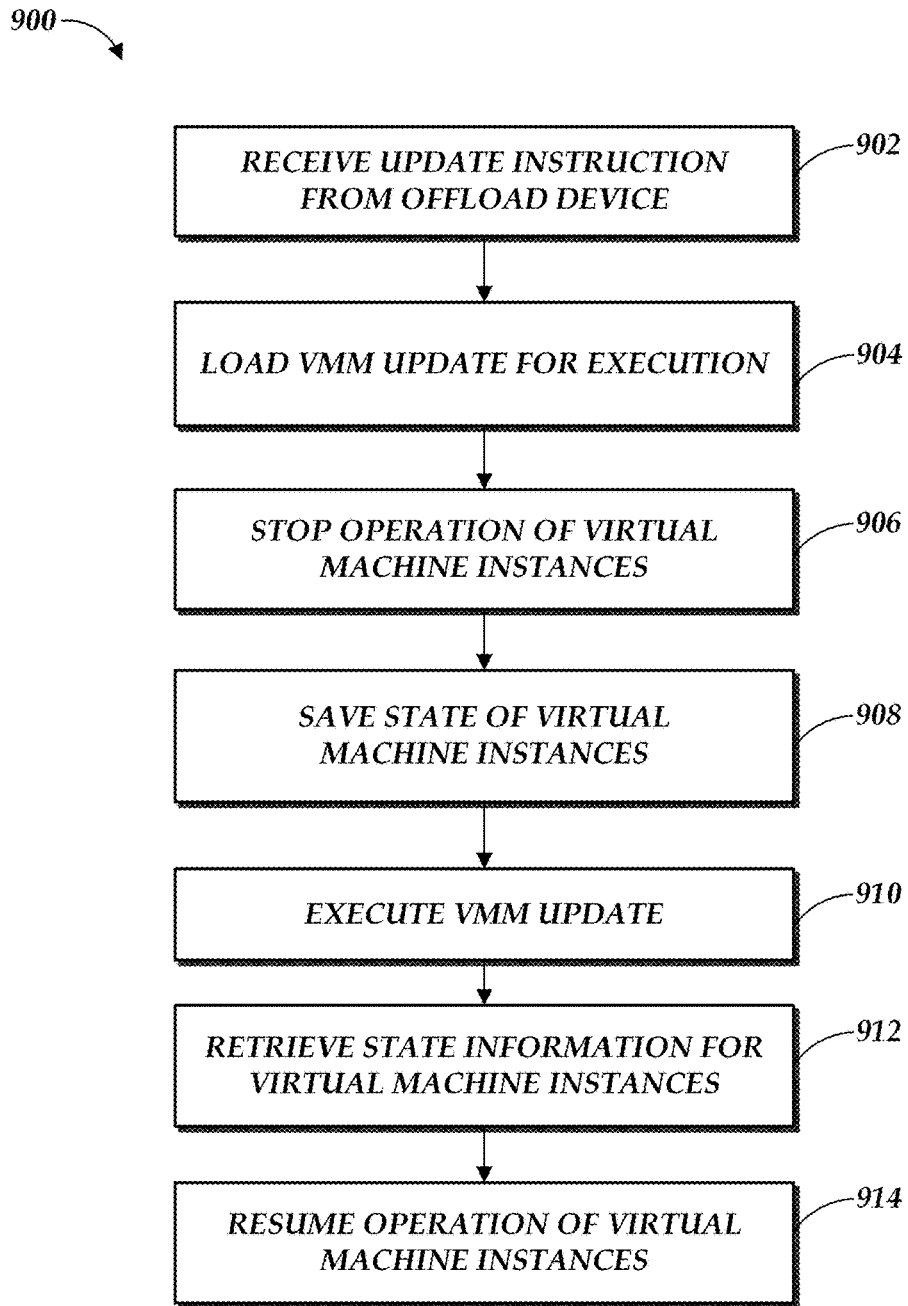 900
RECEIVE UPDATE INSTRUCTION
FROM OFFLOAD DEVICE
902
LOAD VMM UPDATE FOR EXECUTION
904
STOP OPERATION OF VIRTUAL
MACHINE INSTANCES
906
SAVE STATE OF VIRTUAL
MACHINE INSTANCES
908
EXECUTE VMM UPDATE
910
RETRIEVE STATE INFORMATION FOR
VIRTUAL MACHINE INSTANCES
912
RESUME OPERATION OF VIRTUAL
MACHINE INSTANCES
914